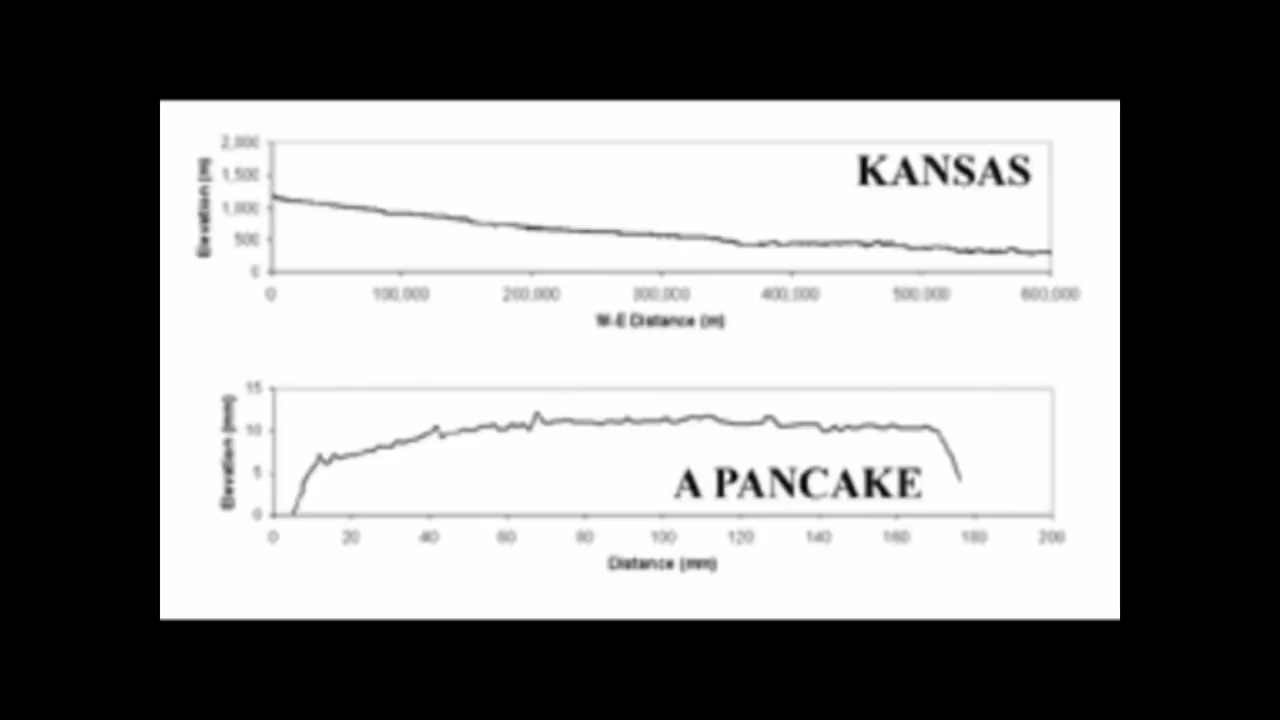 KANSAS
2,000
1,500
1,000
500
0
Elevation (m)
0 100,000 200,000 300,000 400,000 500,000 600,000
W-E Distance (m)
15
10
5
0
Elevation (mm)
A PANCAKE
0 20 40 60 80 100 120 140 160 180 200
Distance (mm)